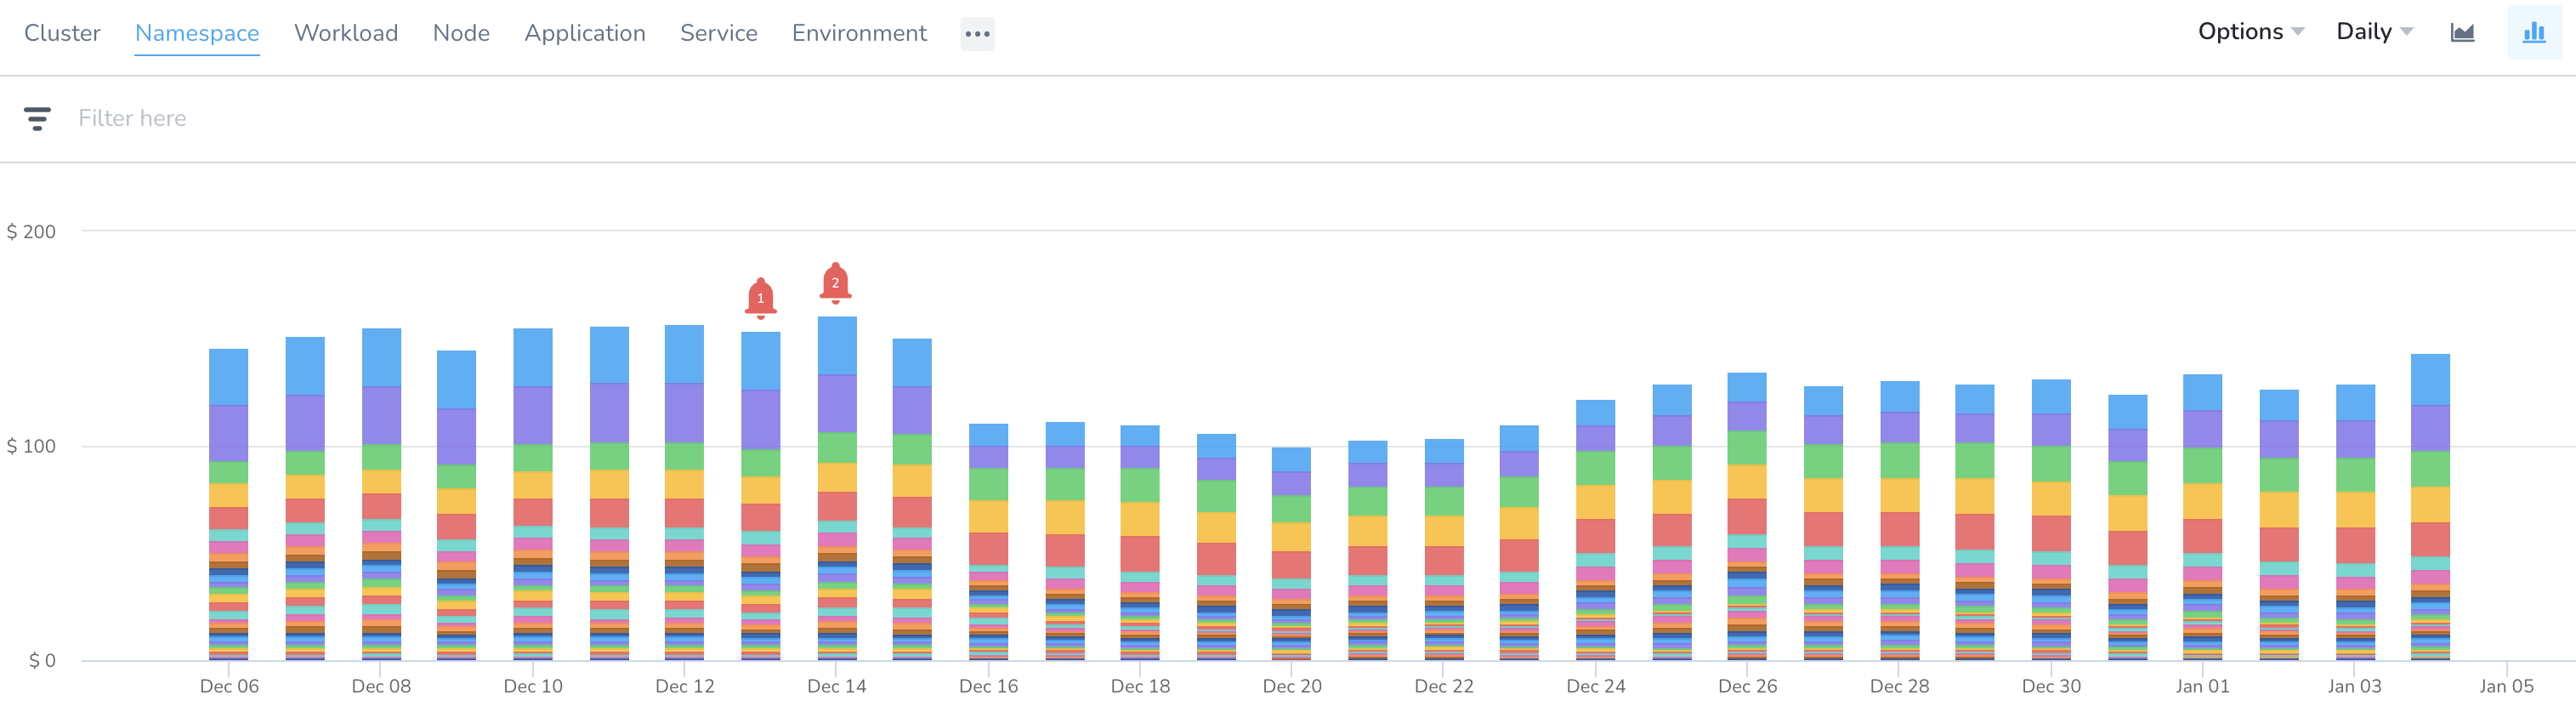 Cluster Namespace Workload Node Application Service Environment ••• Options Daily
Filter here
$ 200
1 2
$ 100
$ 0
Dec 06 Dec 08 Dec 10 Dec 12 Dec 14 Dec 16 Dec 18 Dec 20 Dec 22 Dec 24 Dec 26 Dec 28 Dec 30 Jan 01 Jan 03 Jan 05